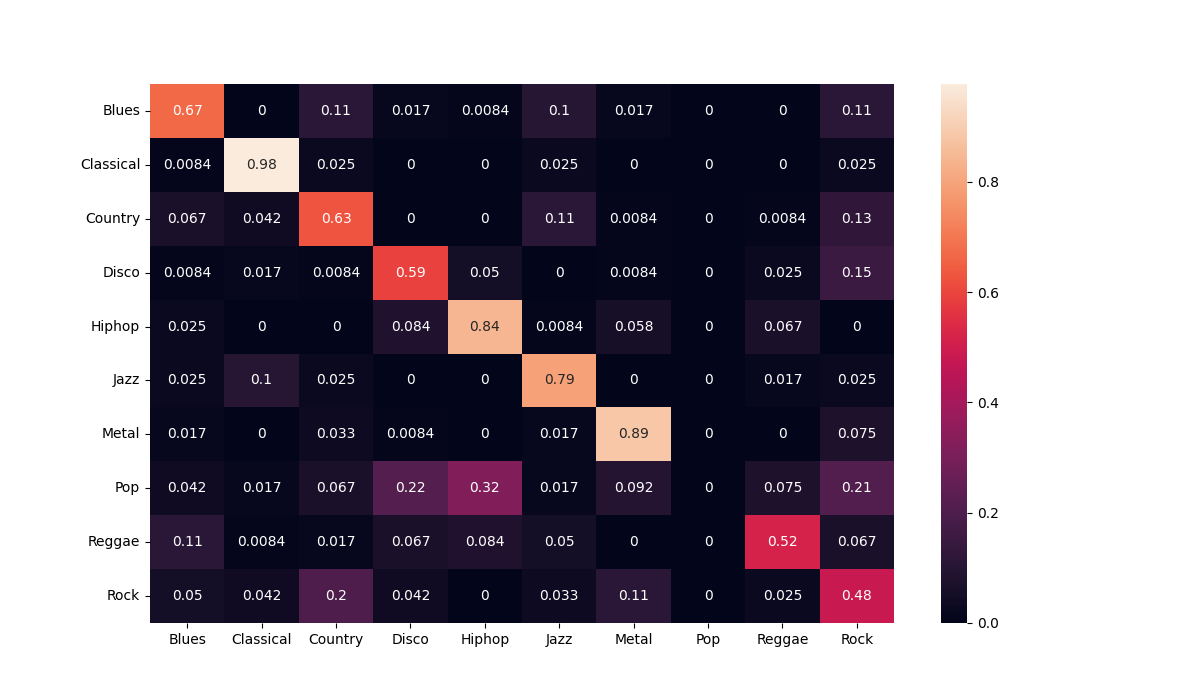 Blues 0.67 0 0.11 0.017 0.0084 0.1 0.017 0 0 0.11
Classical 0.0084 0.98 0.025 0 0 0.025 0 0 0 0.025
0.8
Country 0.067 0.042 0.63 0 0 0.11 0.0084 0 0.0084 0.13
Disco 0.0084 0.017 0.0084 0.59 0.05 0 0.0084 0 0.025 0.15
0.6
Hiphop 0.025 0 0 0.084 0.84 0.0084 0.058 0 0.067 0
Jazz 0.025 0.1 0.025 0 0 0.79 0 0 0.017 0.025
0.4
Metal 0.017 0 0.033 0.0084 0 0.017 0.89 0 0 0.075
Pop 0.042 0.017 0.067 0.22 0.32 0.017 0.092 0 0.075 0.21
0.2
Reggae 0.11 0.0084 0.017 0.067 0.084 0.05 0 0 0.52 0.067
Rock 0.05 0.042 0.2 0.042 0 0.033 0.11 0 0.025 0.48
0.0
Blues Classical Country Disco Hiphop Jazz Metal Pop Reggae Rock